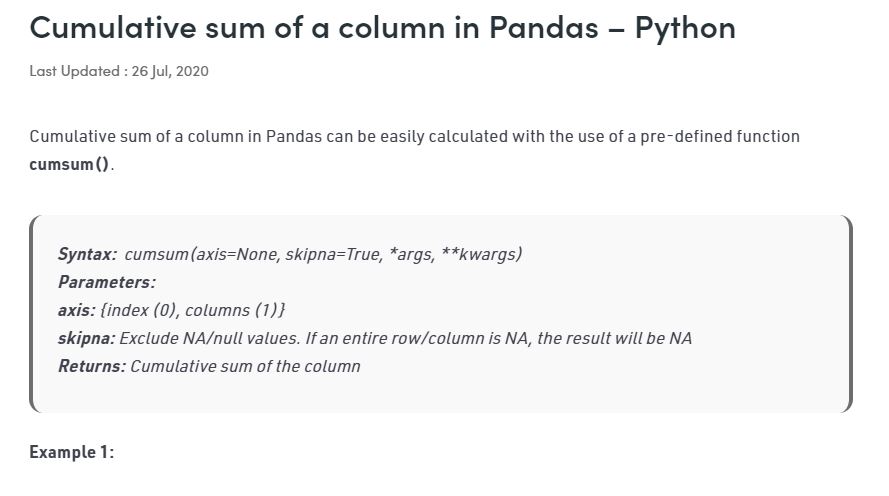 Cumulative sum of a column in Pandas – Python
Last Updated : 26 Jul, 2020
Cumulative sum of a column in Pandas can be easily calculated with the use of a pre-defined function
cumsum().
Syntax: cumsum(axis=None, skipna=True, *args, **kwargs)
Parameters:
axis: {index (0), columns (1)}
skipna: Exclude NA/null values. If an entire row/column is NA, the result will be NA
Returns: Cumulative sum of the column
Example 1: